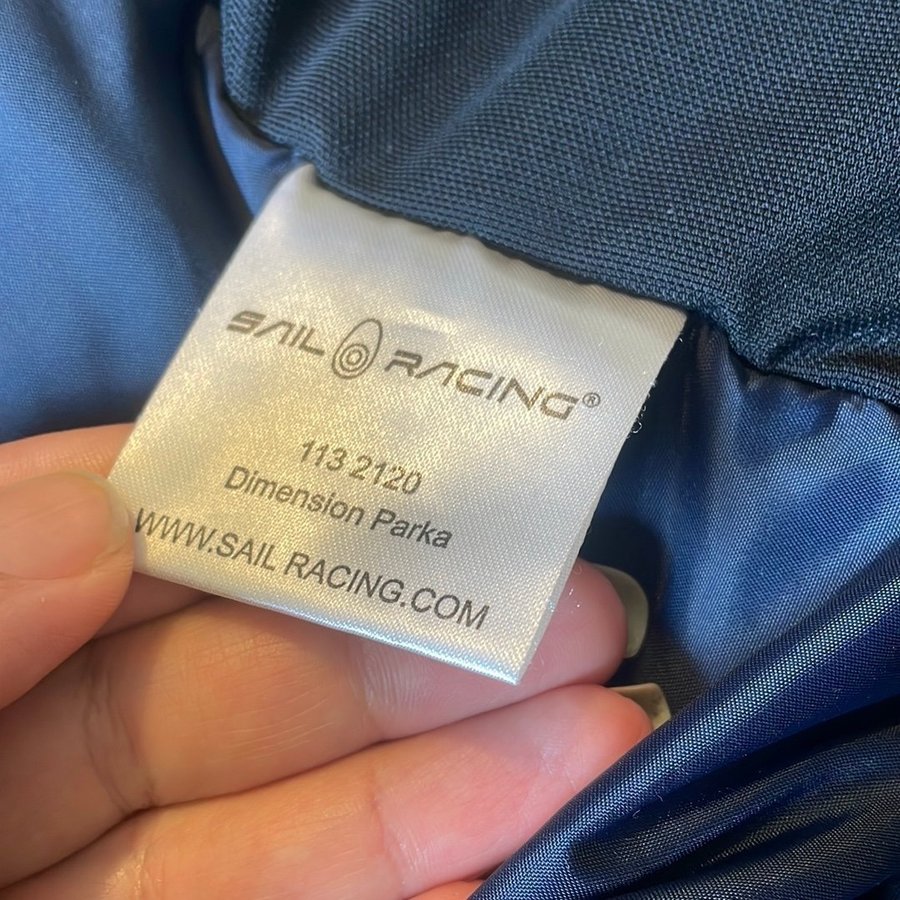 SAIL RACING®
113 2120
Dimension Parka
WWW.SAIL RACING.COM